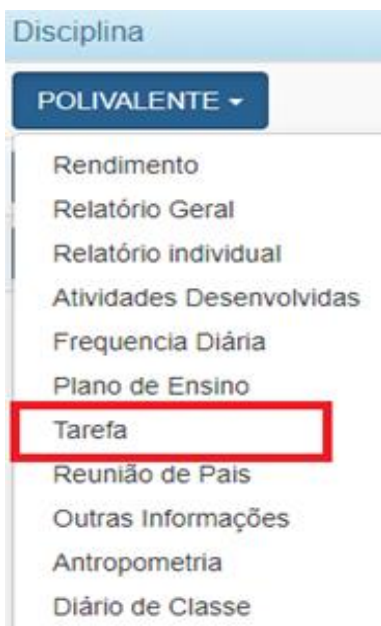 Disciplina
POLIVALENTE
Rendimento
Relatório Geral
Relatório individual
Atividades Desenvolvidas
Frequencia Diária
Plano de Ensino
Tarefa
Reunião de Pais
Outras Informações
Antropometria
Diário de Classe